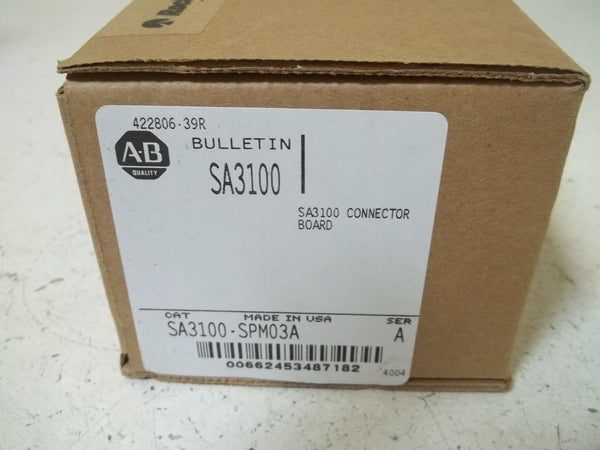 422806-39R
A-B
QUALITY
BULLETIN
SA3100
SA3100 CONNECTOR
BOARD
CAT MADE IN USA SER
SA3100-SPM03A A
00662453487182
4004